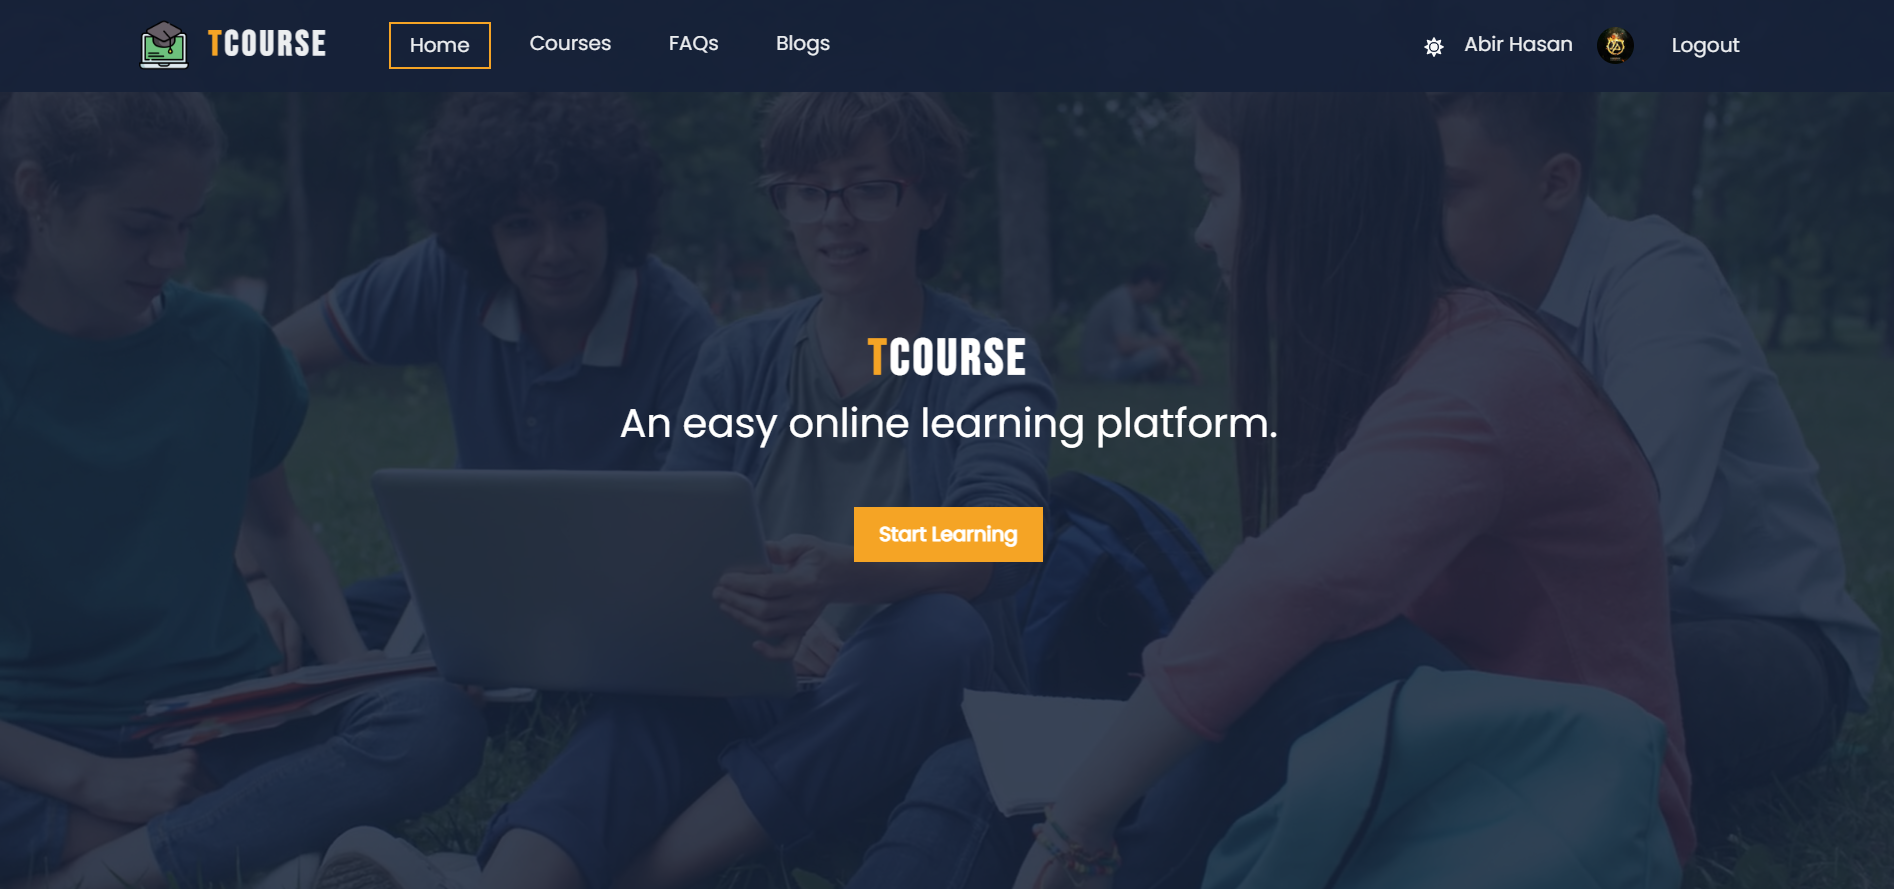 TCOURSE
Home
Courses
FAQs
Blogs
Abir Hasan
Logout
TCOURSE
An easy online learning platform.
Start Learning